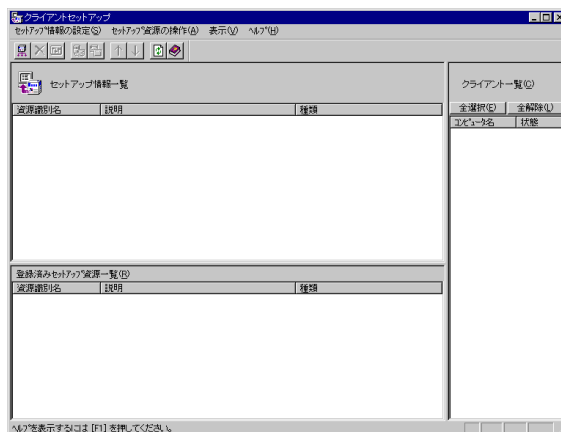 クライアントセットアップ
ｾｯﾄｱｯﾌﾟ情報の設定(S) ｾｯﾄｱｯﾌﾟ資源の操作(A) 表示(V) ﾍﾙﾌﾟ(H)
セットアップ情報一覧
資源識別名 説明 種類
クライアント一覧(C)
全選択(E) 全解除(L)
ｺﾝﾋﾟｭｰﾀ名 状態
登録済みｾｯﾄｱｯﾌﾟ資源一覧(R)
資源識別名 説明 種類
ﾍﾙﾌﾟを表示するには [F1] を押してください。